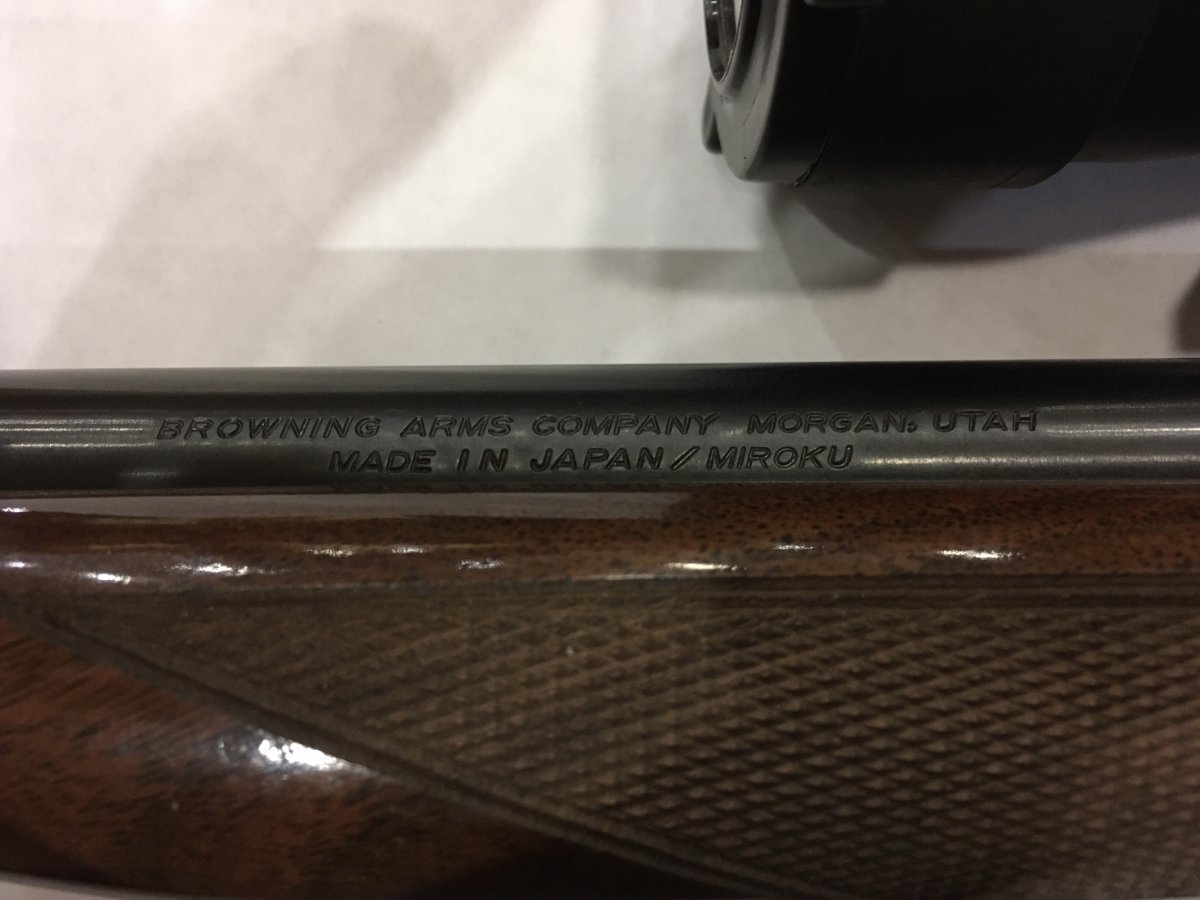 BROWNING ARMS COMPANY MORGAN, UTAH
MADE IN JAPAN/MIROKU